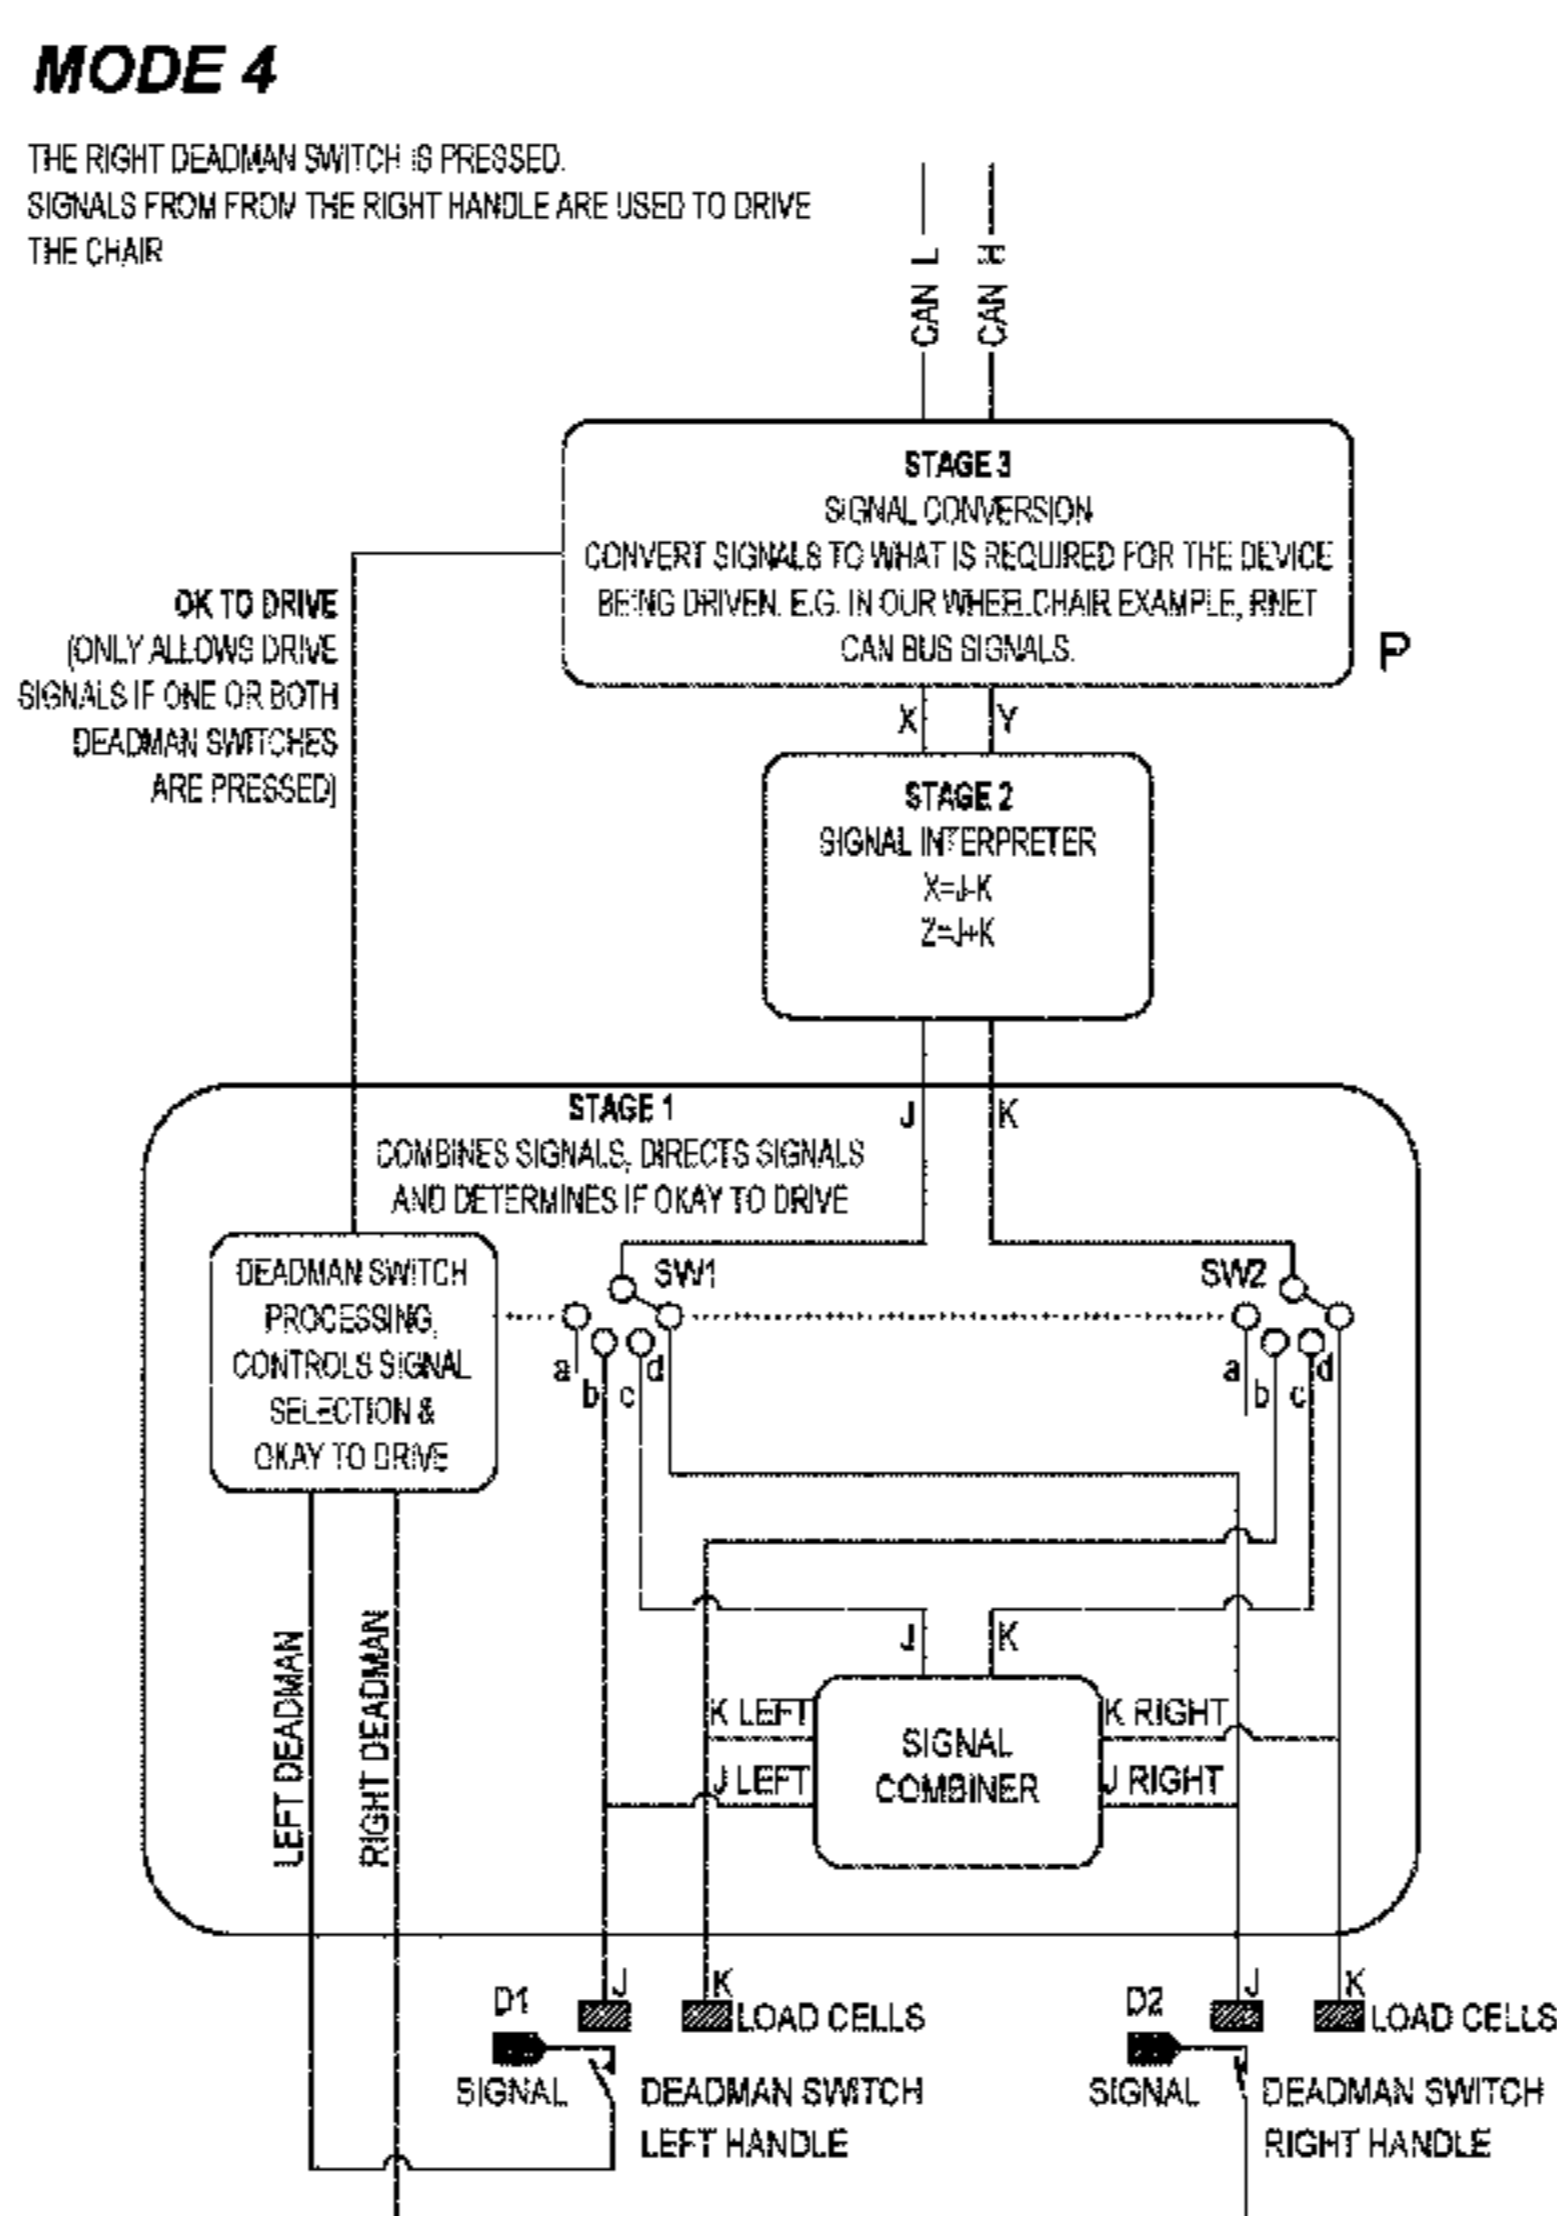 MODE 4
THE RIGHT DEADMAN SWITCH IS PRESSED.
SIGNALS FROM FROM THE RIGHT HANDLE ARE USED TO DRIVE
THE CHAIR
CAN L
CAN H
STAGE 3
SIGNAL CONVERSION
CONVERT SIGNALS TO WHAT IS REQUIRED FOR THE DEVICE
BEING DRIVEN. E.G. IN OUR WHEELCHAIR EXAMPLE, RNET
CAN BUS SIGNALS.
P
OK TO DRIVE
(ONLY ALLOWS DRIVE
SIGNALS IF ONE OR BOTH
DEADMAN SWITCHES
ARE PRESSED)
X
Y
STAGE 2
SIGNAL INTERPRETER
X=J-K
Z=J+K
STAGE 1
COMBINES SIGNALS, DIRECTS SIGNALS
AND DETERMINES IF OKAY TO DRIVE
J
K
DEADMAN SWITCH
PROCESSING,
CONTROLS SIGNAL
SELECTION &
OKAY TO DRIVE
SW1
SW2
a
b
c
d
a
b
c
d
LEFT DEADMAN
RIGHT DEADMAN
J
K
K LEFT
J LEFT
SIGNAL
COMBINER
K RIGHT
J RIGHT
D1
J
K
LOAD CELLS
SIGNAL
DEADMAN SWITCH
LEFT HANDLE
D2
J
K
LOAD CELLS
SIGNAL
DEADMAN SWITCH
RIGHT HANDLE